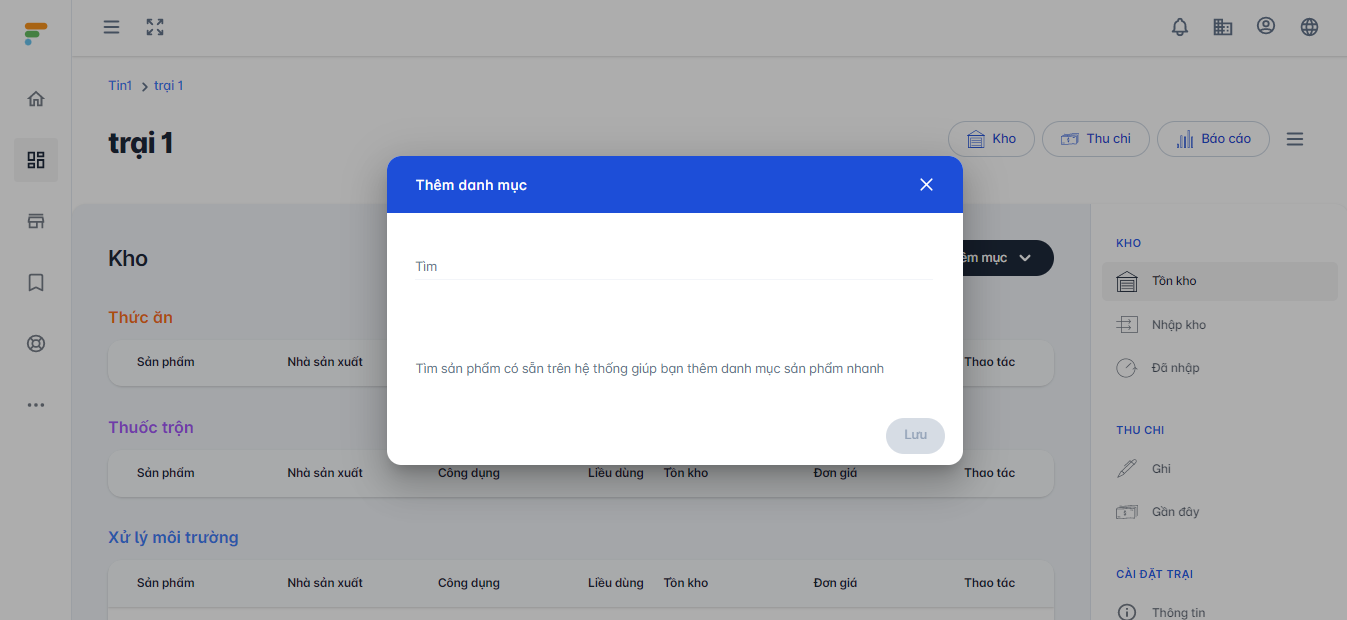 Tin1 trại 1
trại 1
Kho Thu chi Báo cáo
Thêm danh mục
Tìm
Tìm sản phẩm có sẵn trên hệ thống giúp bạn thêm danh mục sản phẩm nhanh
Lưu
Kho
mục
Thức ăn
Sản phẩm Nhà sản xuất Thao tác
Thuốc trộn
Sản phẩm Nhà sản xuất Công dụng Liều dùng Tồn kho Đơn giá Thao tác
Xử lý môi trường
Sản phẩm Nhà sản xuất Công dụng Liều dùng Tồn kho Đơn giá Thao tác
KHO
Tồn kho
Nhập kho
Đã nhập
THU CHI
Ghi
Gần đây
CÀI ĐẶT TRẠI
Thông tin